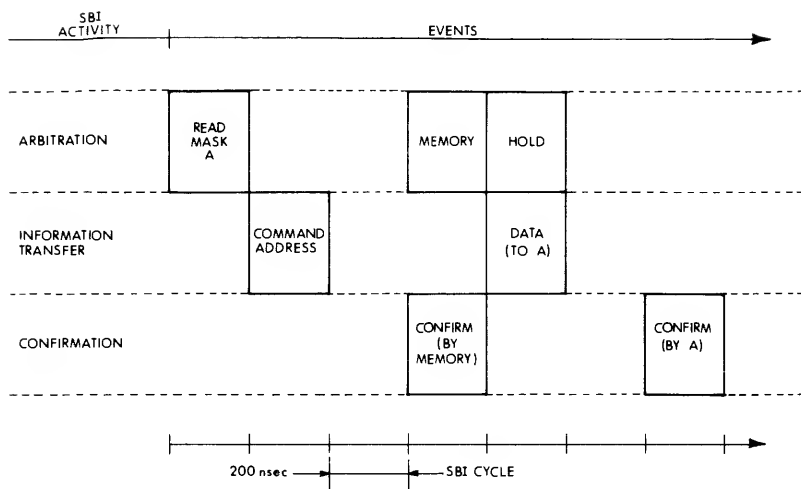 SBI
ACTIVITY
EVENTS
ARBITRATION
READ
MASK
A
MEMORY
HOLD
INFORMATION
TRANSFER
COMMAND
ADDRESS
DATA
(TO A)
CONFIRMATION
CONFIRM
(BY
MEMORY)
CONFIRM
(BY A)
200 nsec
SBI CYCLE